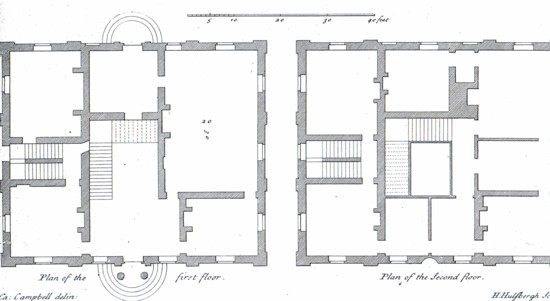 5 10 20 30 40 feet
20
Plan of the first floor.
Plan of the Second floor.
Ca: Campbell delin:
H. Hulsbergh Sc